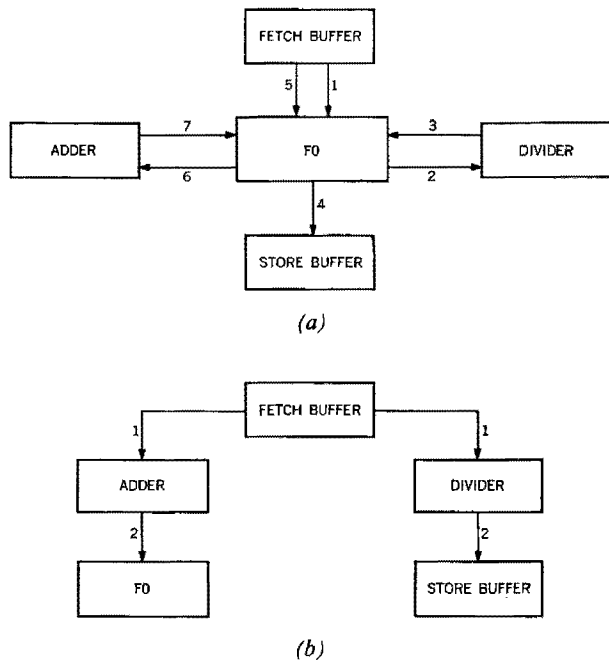 FETCH BUFFER
5 1
ADDER 7 F0 3 DIVIDER
6 2
4
STORE BUFFER
(a)
FETCH BUFFER
1 1
ADDER DIVIDER
2 2
F0 STORE BUFFER
(b)